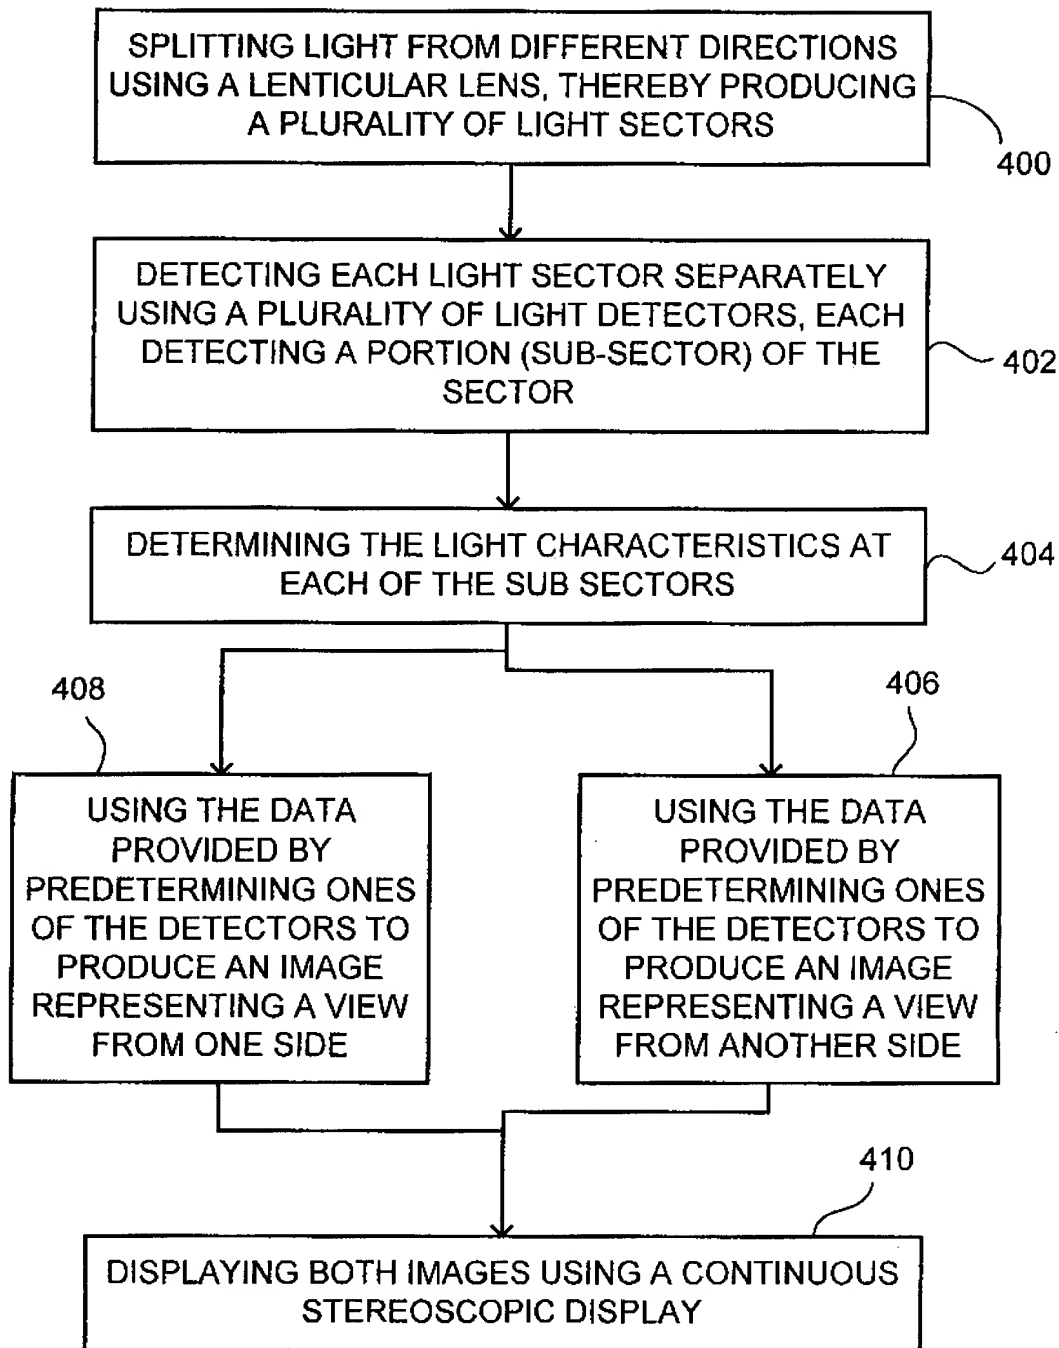 SPLITTING LIGHT FROM DIFFERENT DIRECTIONS
USING A LENTICULAR LENS, THEREBY PRODUCING
A PLURALITY OF LIGHT SECTORS
400
DETECTING EACH LIGHT SECTOR SEPARATELY
USING A PLURALITY OF LIGHT DETECTORS, EACH
DETECTING A PORTION (SUB-SECTOR) OF THE
SECTOR
402
DETERMINING THE LIGHT CHARACTERISTICS AT
EACH OF THE SUB SECTORS
404
408
USING THE DATA
PROVIDED BY
PREDETERMINING ONES
OF THE DETECTORS TO
PRODUCE AN IMAGE
REPRESENTING A VIEW
FROM ONE SIDE
406
USING THE DATA
PROVIDED BY
PREDETERMINING ONES
OF THE DETECTORS TO
PRODUCE AN IMAGE
REPRESENTING A VIEW
FROM ANOTHER SIDE
410
DISPLAYING BOTH IMAGES USING A CONTINUOUS
STEREOSCOPIC DISPLAY